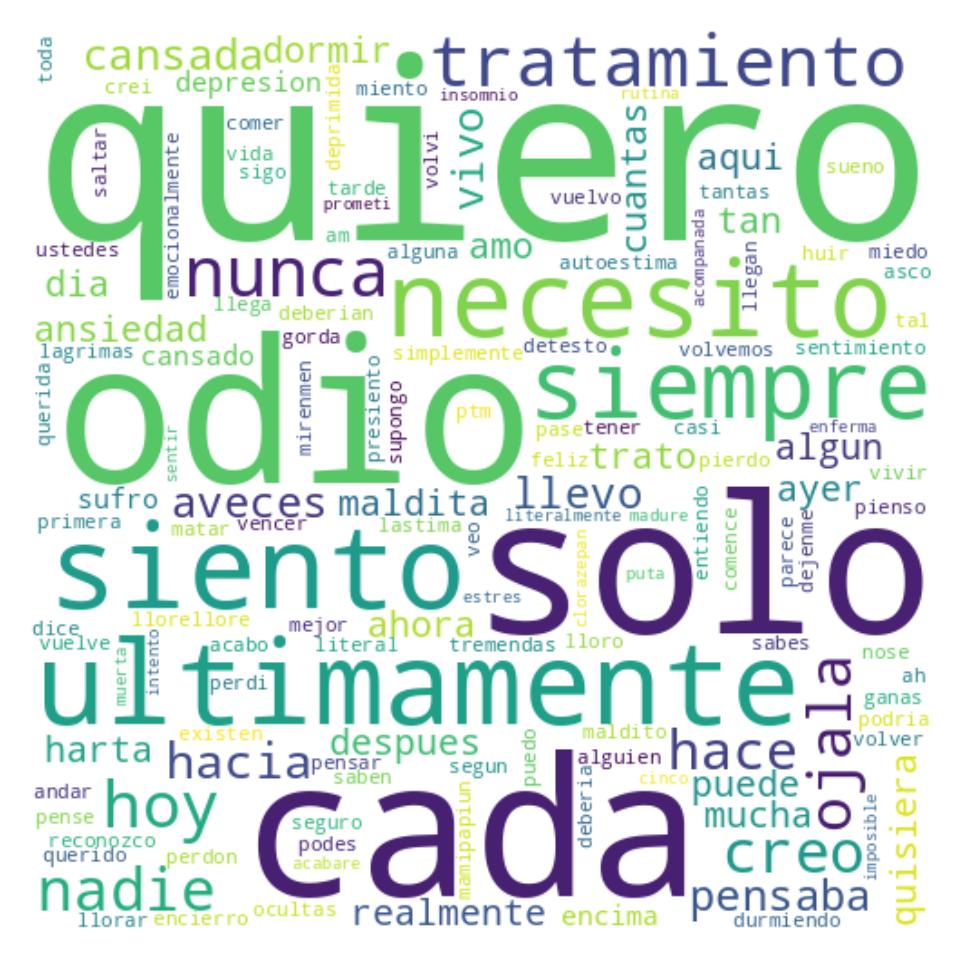 toda
cansada
dormir
tratamiento
crei
depresion
deprimida
miento
insomnio
rutina
quiero
saltar
emocionalmente
comer
vida
sigo
tarde
prometi
am
volvi
vivo
vuelvo
cuantas
aqui
sueno
tantas
tan
ustedes
nunca
alguna
amo
autoestima
acompanada
llegan
huir
miedo
asco
dia
llega
deberian
necesito
tal
ansiedad
gorda
lagrimas
cansado
simplemente
detesto
volvemos
sentimiento
querida
odio
sentir
mirenmen
presiento
supongo
ptm
siempre
pase
tener
casi
enferma
algun
feliz
trato
pierdo
vivir
sufro
aveces
maldita
llevo
ayer
pienso
primera
matar
vencer
lastima
veo
literalmente
madure
entiendo
comence
parece
dejenme
siento
solo
clorazepan
puta
estres
llorellore
mejor
ahora
dice
vuelve
muerta
intento
acabo
literal
tremendas
lloro
sabes
nose
ultimamente
perdi
ojala
ah
ganas
podria
volver
existen
harta
hacia
despues
pensar
saben
segun
puedo
maldito
alguien
hace
cinco
puede
andar
hoy
pense
cada
seguro
podes
acabare
mamipapiun
deberia
mucha
imposible
quisiera
reconozco
querido
perdon
creo
nadie
pensaba
llorar
encierro
ocultas
realmente
encima
durmiendo